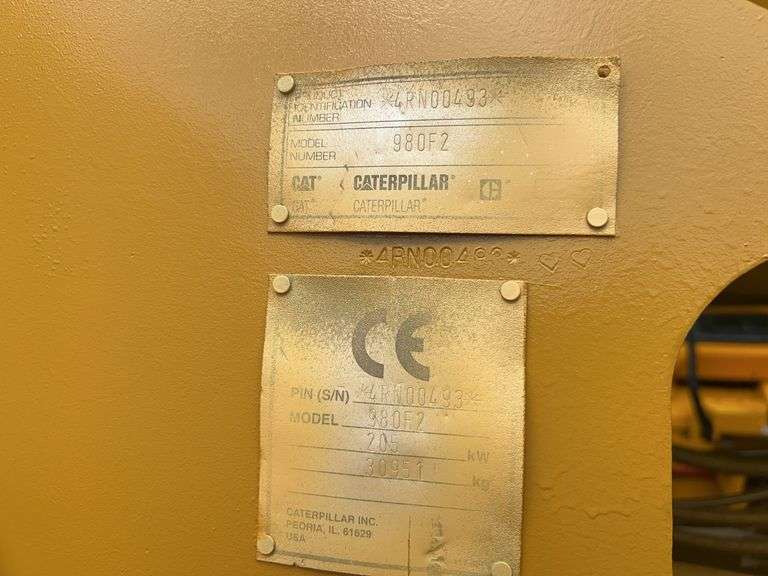 PRODUCT
IDENTIFICATION
NUMBER *4RN00493*
MODEL
NUMBER 980F2
CAT® CATERPILLAR® C
CAT® CATERPILLAR®
*4RN00493*
CE
PIN (S/N) *4RN00493*
MODEL 980F2
205 kW
30951 kg
CATERPILLAR INC.
PEORIA, IL. 61629
USA